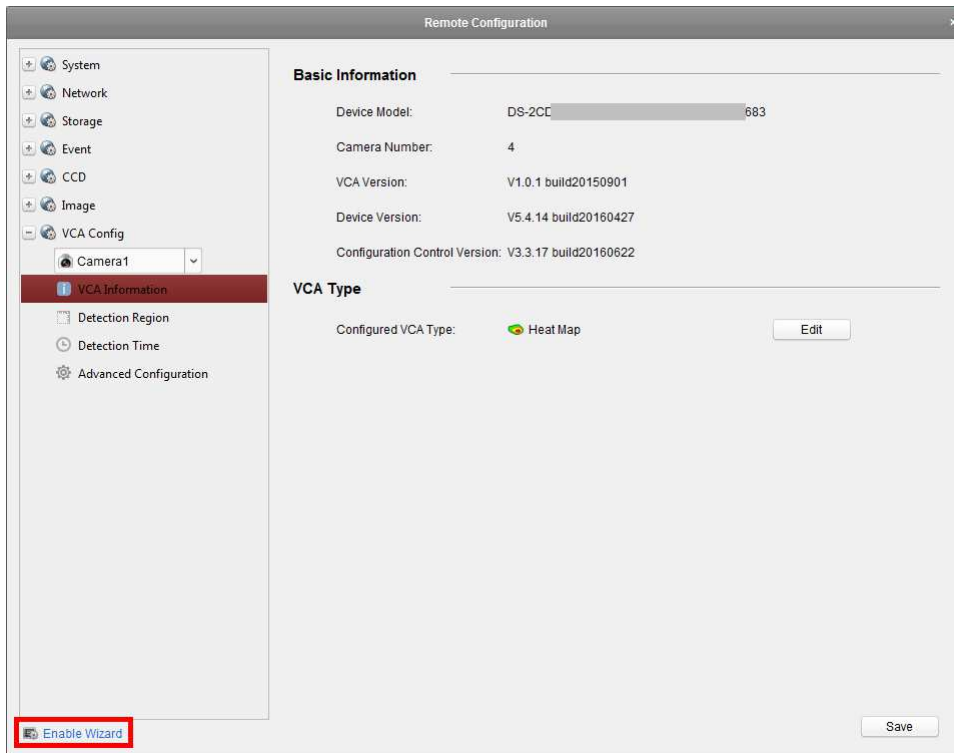 Remote Configuration ×
System
Network
Storage
Event
CCD
Image
VCA Config
Camera1
VCA Information
Detection Region
Detection Time
Advanced Configuration
Enable Wizard
Basic Information
Device Model: DS-2CD 683
Camera Number: 4
VCA Version: V1.0.1 build20150901
Device Version: V5.4.14 build20160427
Configuration Control Version: V3.3.17 build20160622
VCA Type
Configured VCA Type: Heat Map Edit
Save